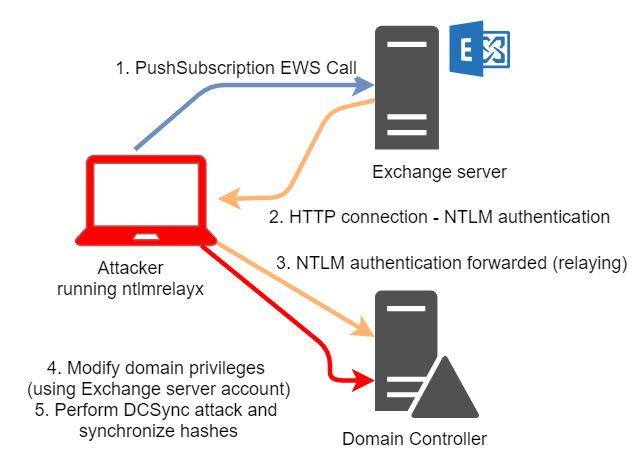 1. PushSubscription EWS Call
E
Exchange server
2. HTTP connection - NTLM authentication
Attacker
running ntlmrelayx
3. NTLM authentication forwarded (relaying)
4. Modify domain privileges
(using Exchange server account)
5. Perform DCSync attack and
synchronize hashes
Domain Controller